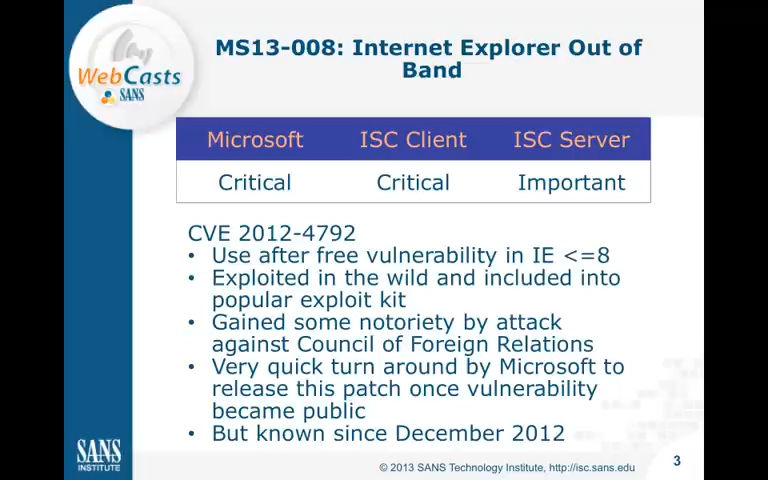 MS13-008: Internet Explorer Out of
Band
WebCasts
SANS
Microsoft ISC Client ISC Server
Critical Critical Important
CVE 2012-4792
• Use after free vulnerability in IE <=8
• Exploited in the wild and included into
popular exploit kit
• Gained some notoriety by attack
against Council of Foreign Relations
• Very quick turn around by Microsoft to
release this patch once vulnerability
became public
• But known since December 2012
SANS
INSTITUTE
© 2013 SANS Technology Institute, http://isc.sans.edu
3